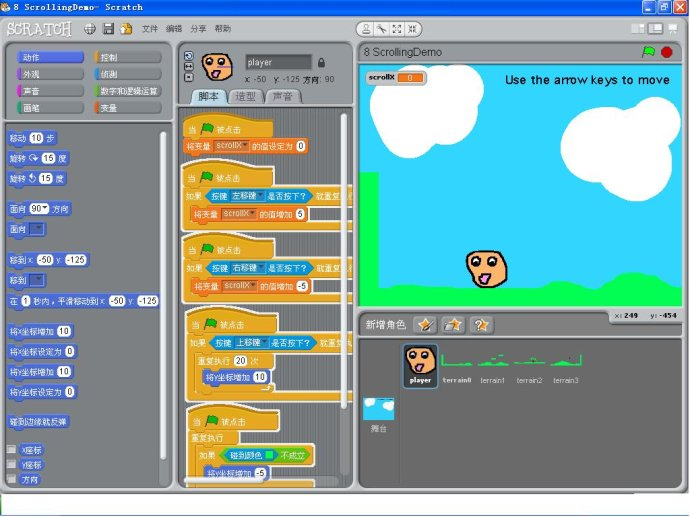 8 ScrollingDemo- Scratch
SCRATCH 文件 编辑 分享 帮助
动作 控制
外观 侦测
声音 数字和逻辑运算
画笔 变量
移动 10 步
旋转 15 度
旋转 15 度
面向 90 方向
面向
移到 x: -50 y: -125
移到
在 1 秒内,平滑移动到 x: -50 y: -125
将x坐标增加 10
将x坐标设定为 0
将y坐标增加 10
将y坐标设定为 0
碰到边缘就反弹
x座标
y座标
方向
player
x: -50 y: -125 方向: 90
脚本 造型 声音
当 被点击
将变量 scrollX 的值设定为 0
当 被点击
如果 按键 左移键 是否按下? 就重复
将变量 scrollX 的值增加 5
当 被点击
如果 按键 右移键 是否按下? 就重复
将变量 scrollX 的值增加 -5
当 被点击
如果 按键 上移键 是否按下? 就重复
重复执行 20 次
将y坐标增加 10
当 被点击
重复执行
如果 碰到颜色 不成立
将y坐标增加 -5
8 ScrollingDemo
scrollX 0
Use the arrow keys to move
x: 249 y: -454
新增角色
player terrain0 terrain1 terrain2 terrain3
舞台